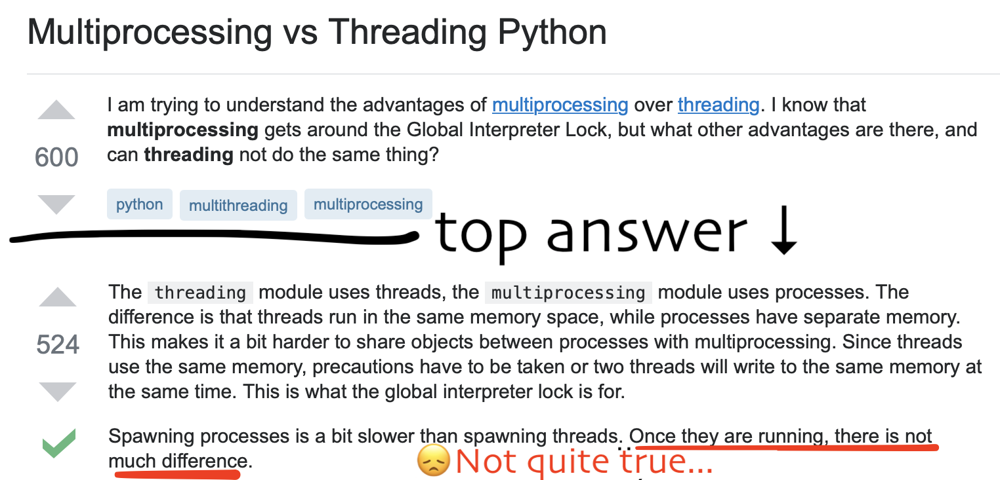 Multiprocessing vs Threading Python
I am trying to understand the advantages of multiprocessing over threading. I know that
multiprocessing gets around the Global Interpreter Lock, but what other advantages are there, and
600
can threading not do the same thing?
python multithreading multiprocessing
top answer ↓
The threading module uses threads, the multiprocessing module uses processes. The
difference is that threads run in the same memory space, while processes have separate memory.
524
This makes it a bit harder to share objects between processes with multiprocessing. Since threads
use the same memory, precautions have to be taken or two threads will write to the same memory at
the same time. This is what the global interpreter lock is for.
Spawning processes is a bit slower than spawning threads. Once they are running, there is not
much difference.
😞Not quite true...